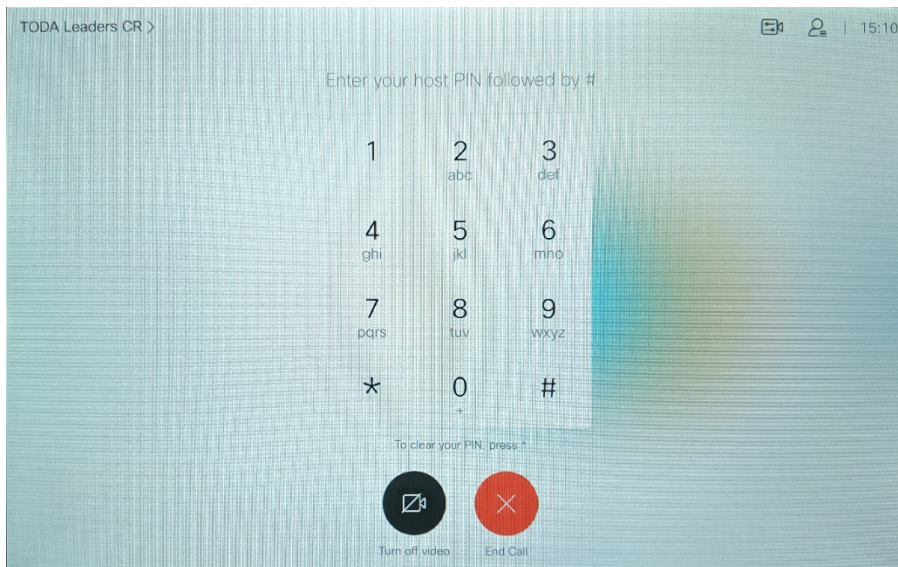 TODA Leaders CR >
15:10
Enter your host PIN followed by #
1 2 3
abc def
4 5 6
ghi jkl mno
7 8 9
pqrs tuv wxyz
* 0 #
+
To clear your PIN, press *
Turn off video End Call